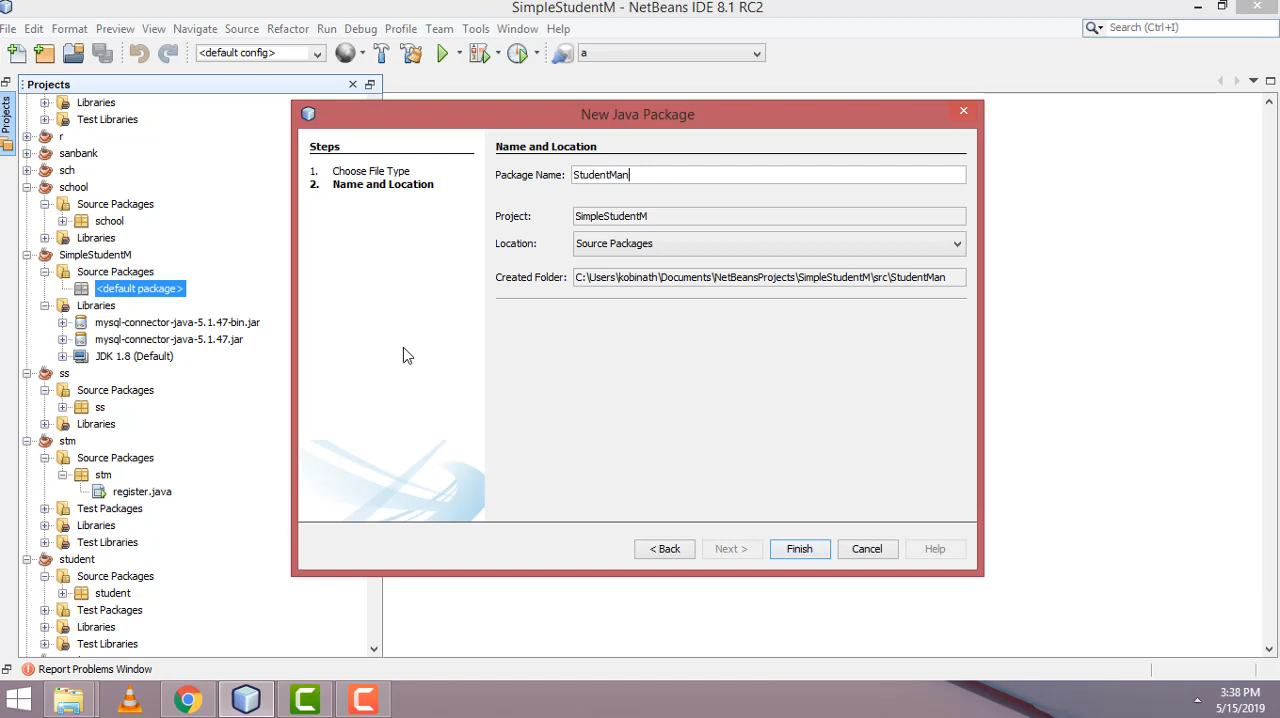 SimpleStudentM - NetBeans IDE 8.1 RC2
File Edit Format Preview View Navigate Source Refactor Run Debug Profile Team Tools Window Help
Search (Ctrl+I)
<default config>
a
Projects
Projects
Libraries
Test Libraries
r
sanbank
sch
school
Source Packages
school
Libraries
SimpleStudentM
Source Packages
<default package>
Libraries
mysql-connector-java-5.1.47-bin.jar
mysql-connector-java-5.1.47.jar
JDK 1.8 (Default)
ss
Source Packages
ss
Libraries
stm
Source Packages
stm
register.java
Test Packages
Libraries
Test Libraries
student
Source Packages
student
Test Packages
Libraries
Test Libraries
New Java Package
Steps
1. Choose File Type
2. Name and Location
Name and Location
Package Name: StudentMan
Project: SimpleStudentM
Location: Source Packages
Created Folder: C:\Users\kobinath\Documents\NetBeansProjects\SimpleStudentM\src\StudentMan
< Back Next > Finish Cancel Help
Report Problems Window
3:38 PM
5/15/2019